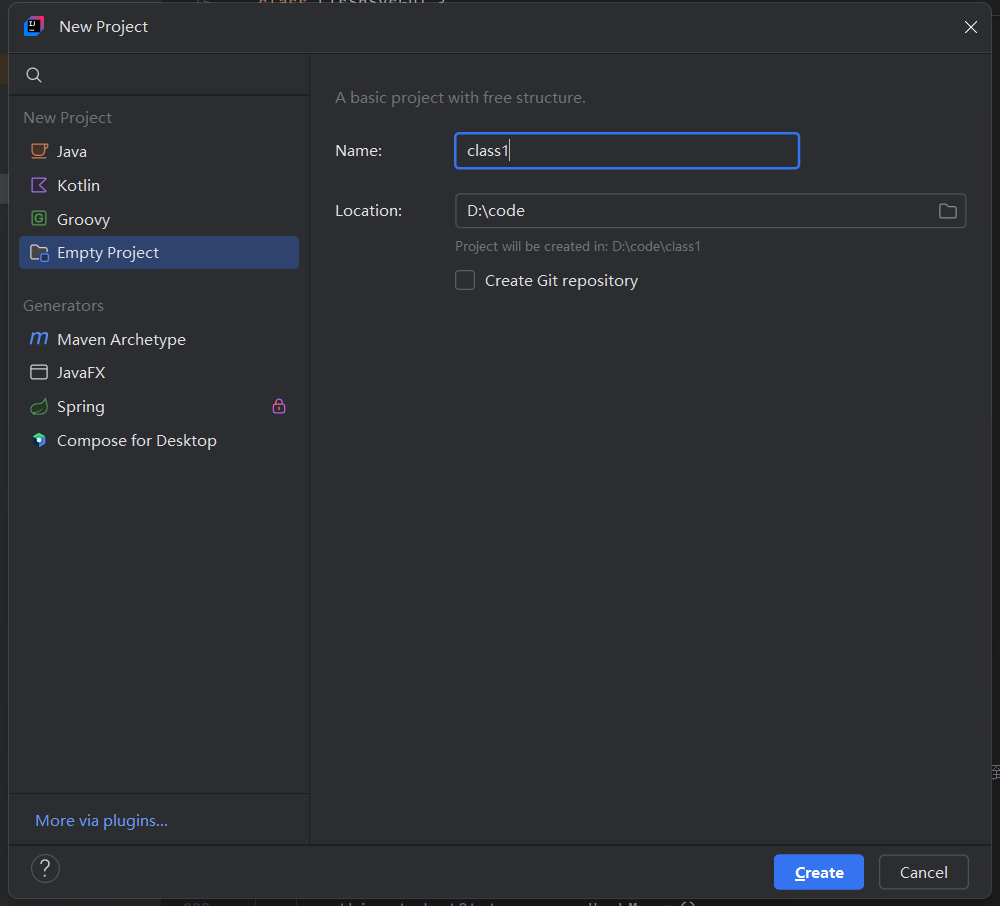 New Project
New Project
Java
Kotlin
Groovy
Empty Project
Generators
Maven Archetype
JavaFX
Spring
Compose for Desktop
More via plugins...
A basic project with free structure.
Name: class1
Location: D:\code
Project will be created in: D:\code\class1
Create Git repository
?
Create Cancel